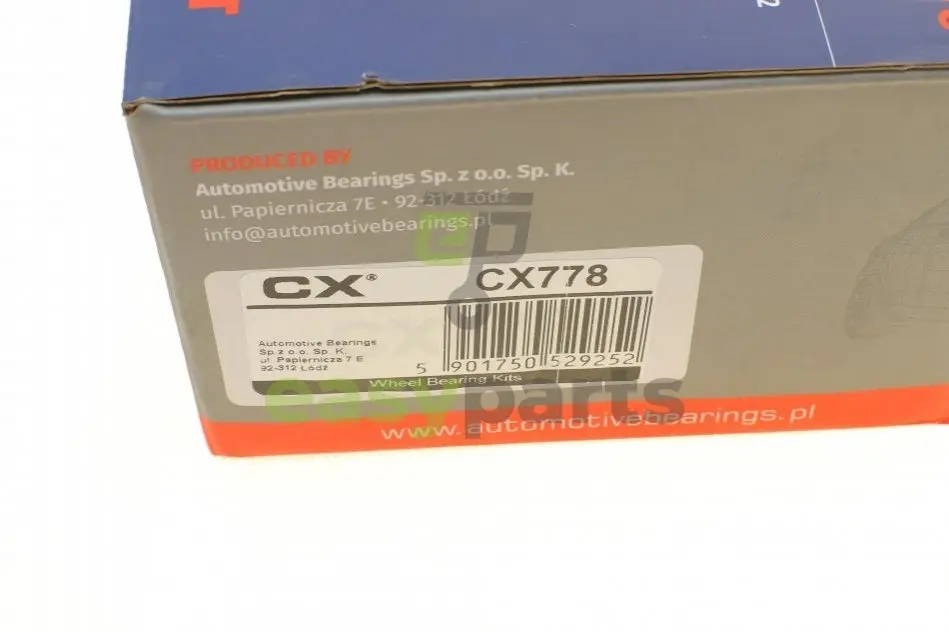 PRODUCED BY
Automotive Bearings Sp. z o.o. Sp. K.
ul. Papiernicza 7E • 92-312 Łódź
info@automotivebearings.pl
CX® CX778
Automotive Bearings
Sp. z o.o. Sp. K.
ul. Papiernicza 7 E
92-312 Łódź
5 901750 529252
Wheel Bearing Kits
easyparts
www.automotivebearings.pl